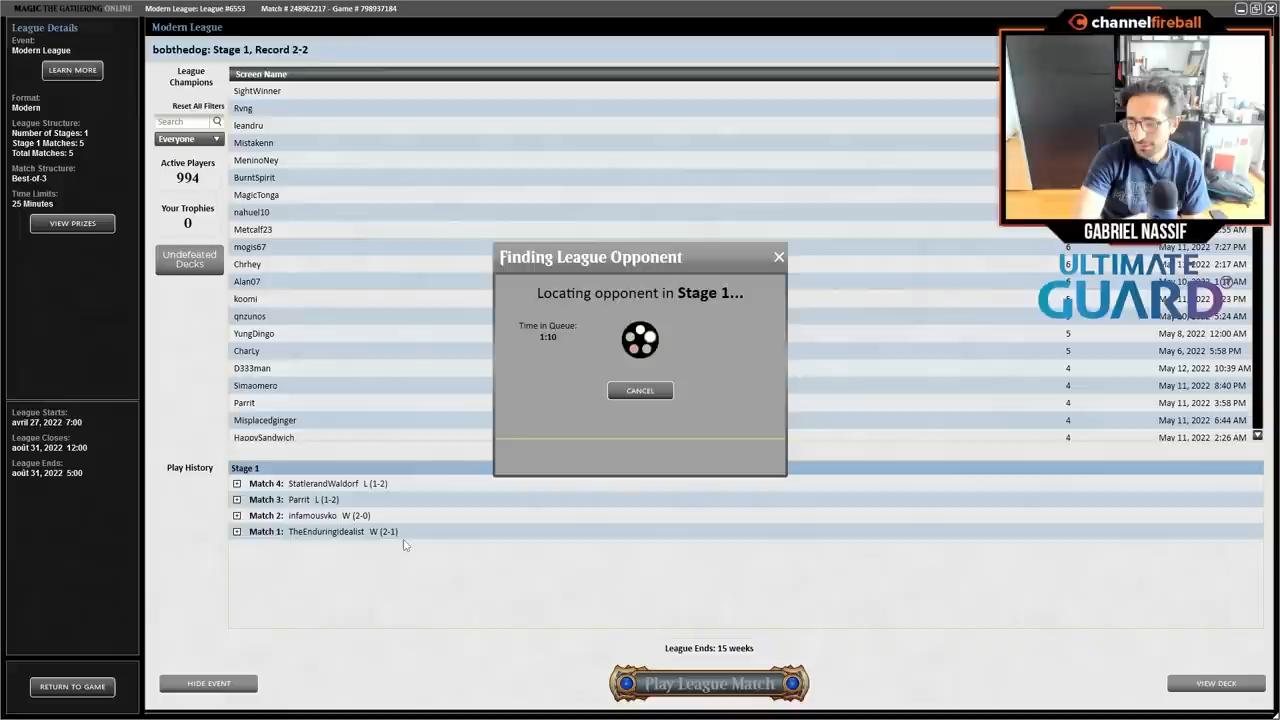 MAGIC THE GATHERING ONLINE
Modern League: League #6553
Match # 248962217 - Game # 798937184
League Details
Event:
Modern League
LEARN MORE
Format:
Modern
League Structure:
Number of Stages: 1
Stage 1 Matches: 5
Total Matches: 5
Match Structure:
Best-of-3
Time Limits:
25 Minutes
VIEW PRIZES
League Starts:
avril 27, 2022 7:00
League Closes:
août 31, 2022 12:00
League Ends:
août 31, 2022 5:00
RETURN TO GAME
Modern League
bobthedog: Stage 1, Record 2-2
League
Champions
Reset All Filters
Search
Everyone
Active Players
994
Your Trophies
0
Undefeated
Decks
Screen Name
SightWinner
Rvng
leandru
Mistakenn
MeninoNey
BurntSpirit
MagicTonga
nahuel10
Metcalf23
mogis67 6 May 11, 2022 7:27 PM
Chrhey
Alan07
koomi
qnzunos
YungDingo 5 May 8, 2022 12:00 AM
CharLy 5 May 6, 2022 5:58 PM
D333man 4 May 12, 2022 10:39 AM
Simaomero 4 May 11, 2022 8:40 PM
Parrit 4 May 11, 2022 3:58 PM
Misplacedginger 4 May 11, 2022 6:44 AM
HappySandwich 4 May 11, 2022 2:26 AM
Finding League Opponent
Locating opponent in Stage 1...
Time in Queue:
1:10
CANCEL
channelfireball
GABRIEL NASSIF
ULTIMATE
GUARD
Play History
Stage 1
Match 4: StatlerandWaldorf L (1-2)
Match 3: Parrit L (1-2)
Match 2: infamousvko W (2-0)
Match 1: TheEnduringIdealist W (2-1)
League Ends: 15 weeks
HIDE EVENT
Play League Match
VIEW DECK